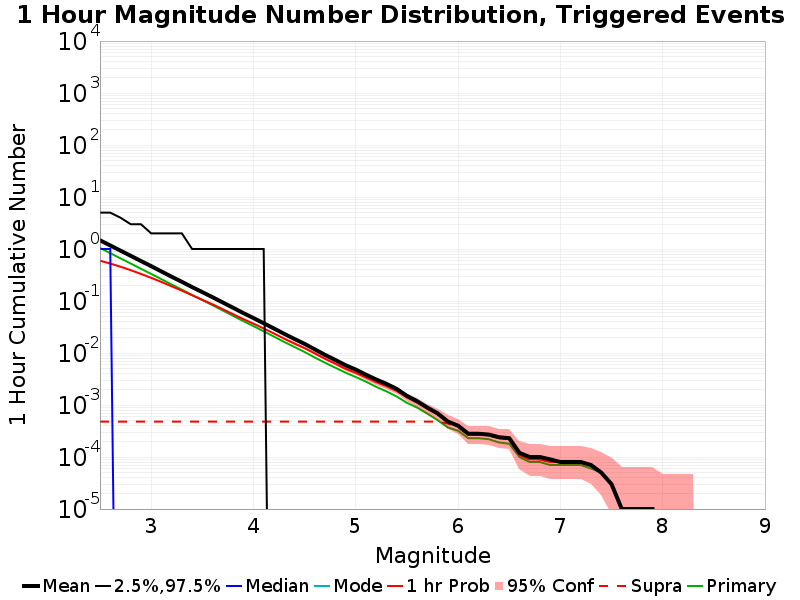 1 Hour Magnitude Number Distribution, Triggered Events
1 Hour Cumulative Number
10^4
10^3
10^2
10^1
10^0
10^-1
10^-2
10^-3
10^-4
10^-5
3 4 5 6 7 8 9
Magnitude
Mean 2.5%,97.5% Median Mode 1 hr Prob 95% Conf Supra Primary